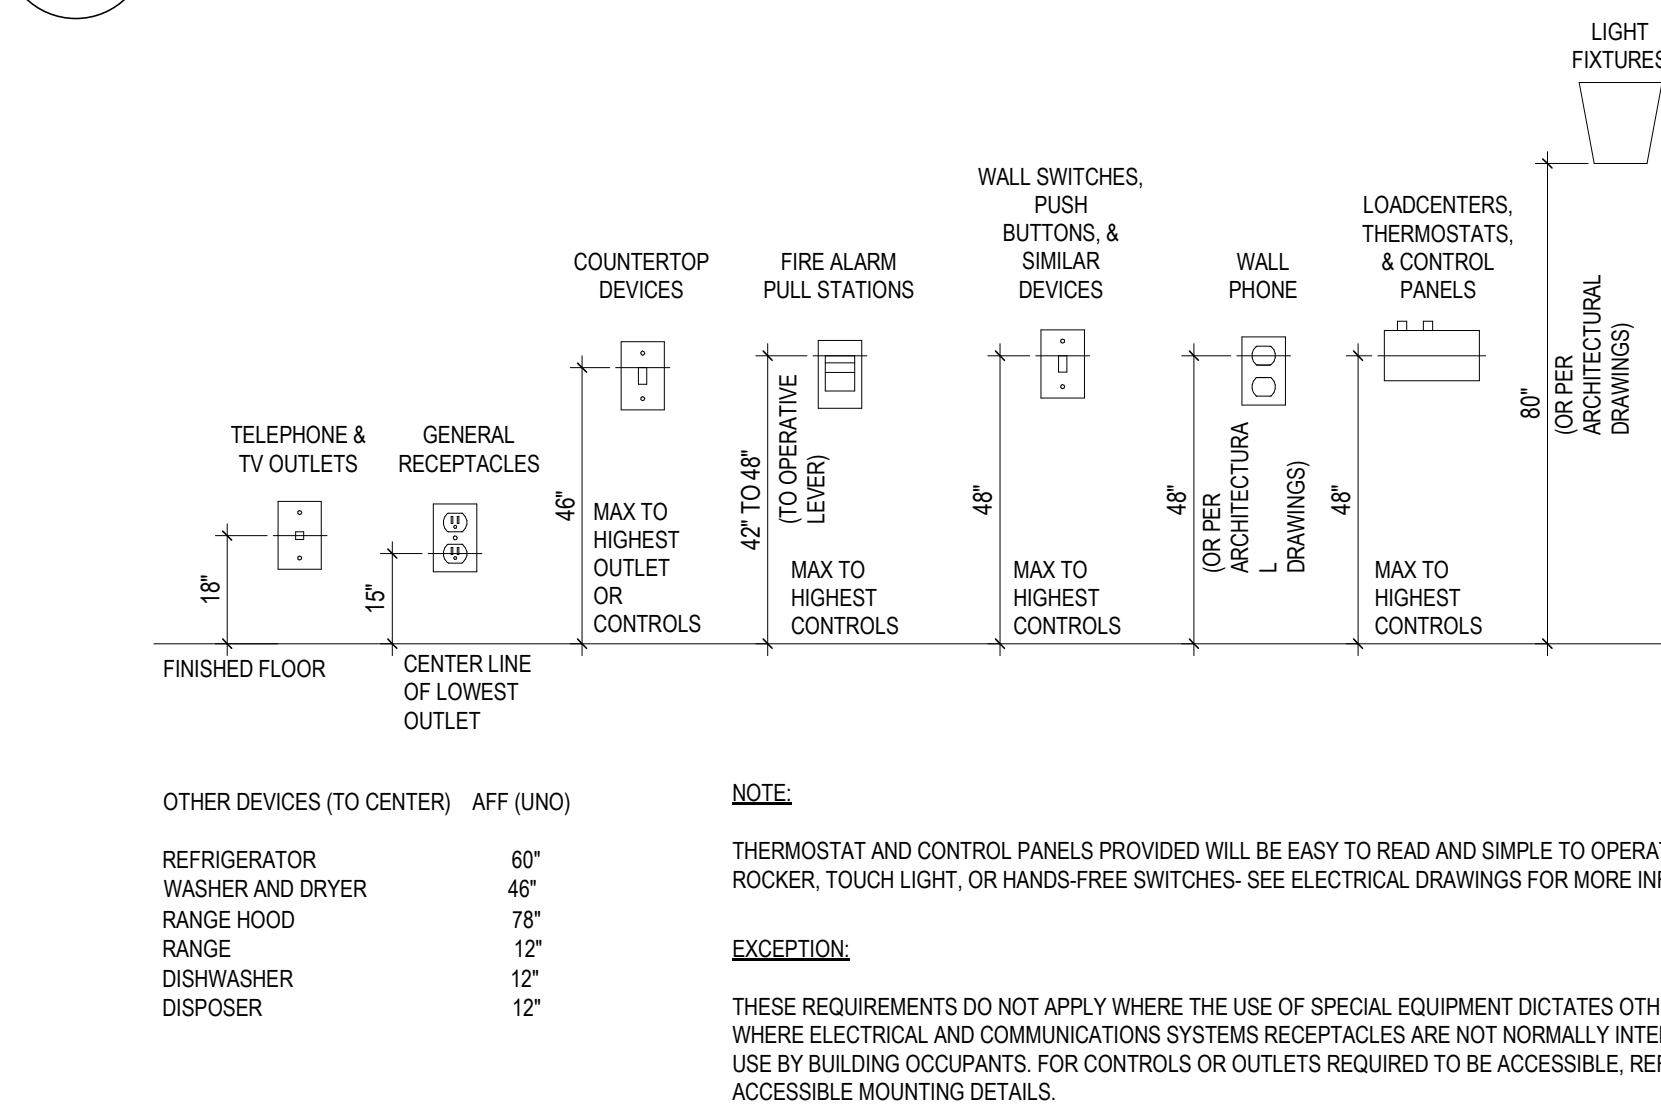 LIGHT
FIXTURES
WALL SWITCHES,
PUSH
BUTTONS, &
SIMILAR
DEVICES
LOADCENTERS,
THERMOSTATS,
& CONTROL
PANELS
COUNTERTOP
DEVICES
FIRE ALARM
PULL STATIONS
WALL
PHONE
TELEPHONE &
TV OUTLETS
GENERAL
RECEPTACLES
18"
15"
46"
MAX TO
HIGHEST
OUTLET
OR
CONTROLS
42" TO 48"
(TO OPERATIVE
LEVER)
MAX TO
HIGHEST
CONTROLS
48"
MAX TO
HIGHEST
CONTROLS
48"
(OR PER
ARCHITECTURA
L
DRAWINGS)
48"
MAX TO
HIGHEST
CONTROLS
80"
(OR PER
ARCHITECTURAL
DRAWINGS)
FINISHED FLOOR
CENTER LINE
OF LOWEST
OUTLET
OTHER DEVICES (TO CENTER) AFF (UNO)
REFRIGERATOR 60"
WASHER AND DRYER 46"
RANGE HOOD 78"
RANGE 12"
DISHWASHER 12"
DISPOSER 12"
NOTE:
THERMOSTAT AND CONTROL PANELS PROVIDED WILL BE EASY TO READ AND SIMPLE TO
ROCKER, TOUCH LIGHT, OR HANDS-FREE SWITCHES- SEE ELECTRICAL DRAWINGS FOR MORE
EXCEPTION:
THESE REQUIREMENTS DO NOT APPLY WHERE THE USE OF SPECIAL EQUIPMENT DICTATES
WHERE ELECTRICAL AND COMMUNICATIONS SYSTEMS RECEPTACLES ARE NOT NORMALLY
USE BY BUILDING OCCUPANTS. FOR CONTROLS OR OUTLETS REQUIRED TO BE ACCESSIBLE,
ACCESSIBLE MOUNTING DETAILS.